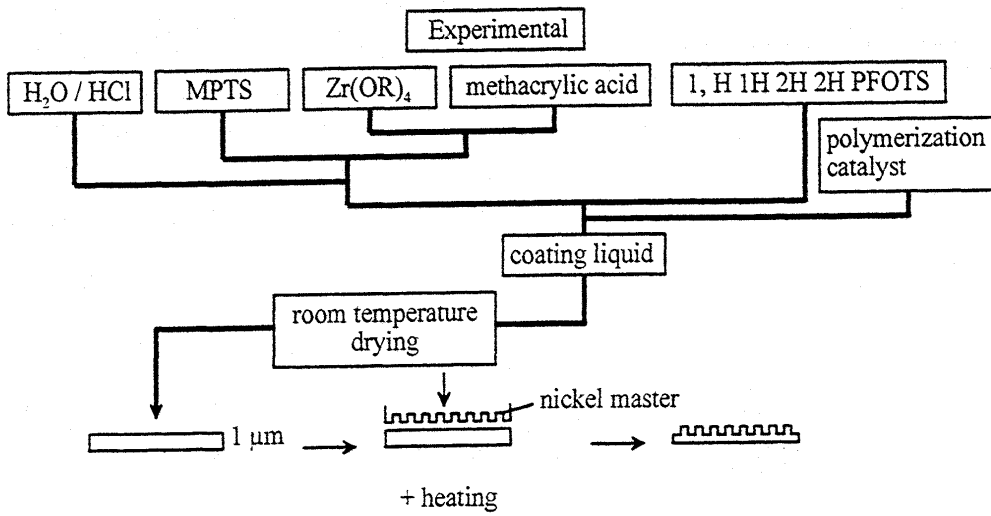 Experimental
H₂O / HCl
MPTS
Zr(OR)₄
methacrylic acid
1, H 1H 2H 2H PFOTS
polymerization
catalyst
coating liquid
room temperature
drying
nickel master
1 μm
+ heating